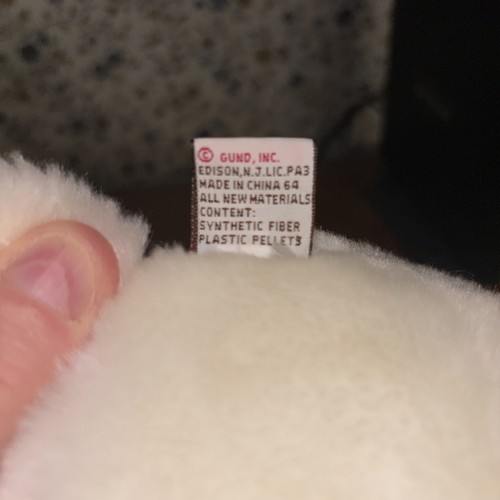 © GUND, INC.
EDISON, N.J. LIC. PA3
MADE IN CHINA 64
ALL NEW MATERIALS
CONTENT:
SYNTHETIC FIBER
PLASTIC PELLETS